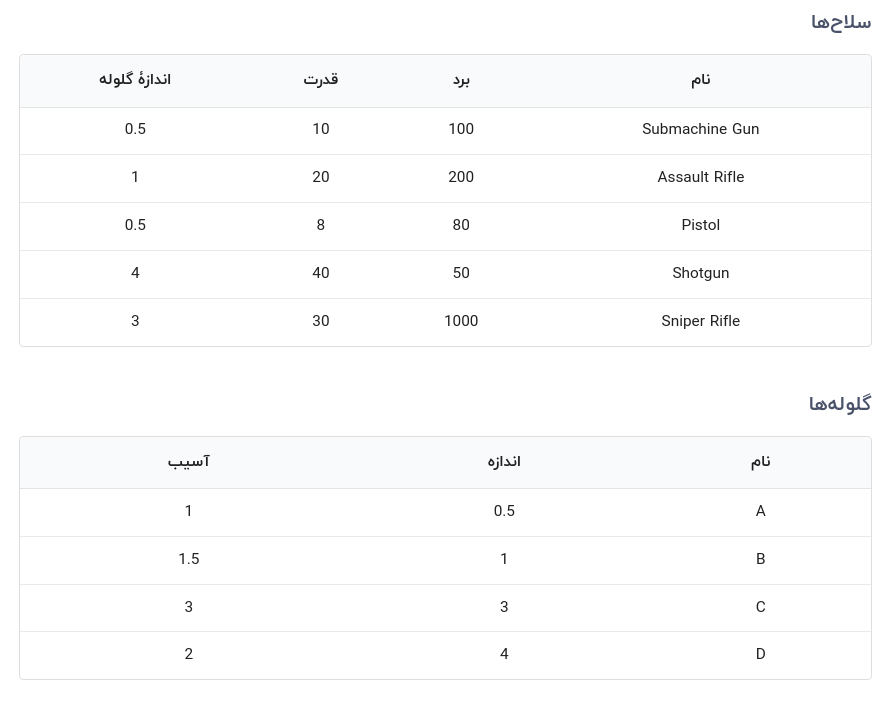 سلاح‌ها
نام برد قدرت اندازهٔ گلوله
Submachine Gun 100 10 0.5
Assault Rifle 200 20 1
Pistol 80 8 0.5
Shotgun 50 40 4
Sniper Rifle 1000 30 3
گلوله‌ها
نام اندازه آسیب
A 0.5 1
B 1 1.5
C 3 3
D 4 2